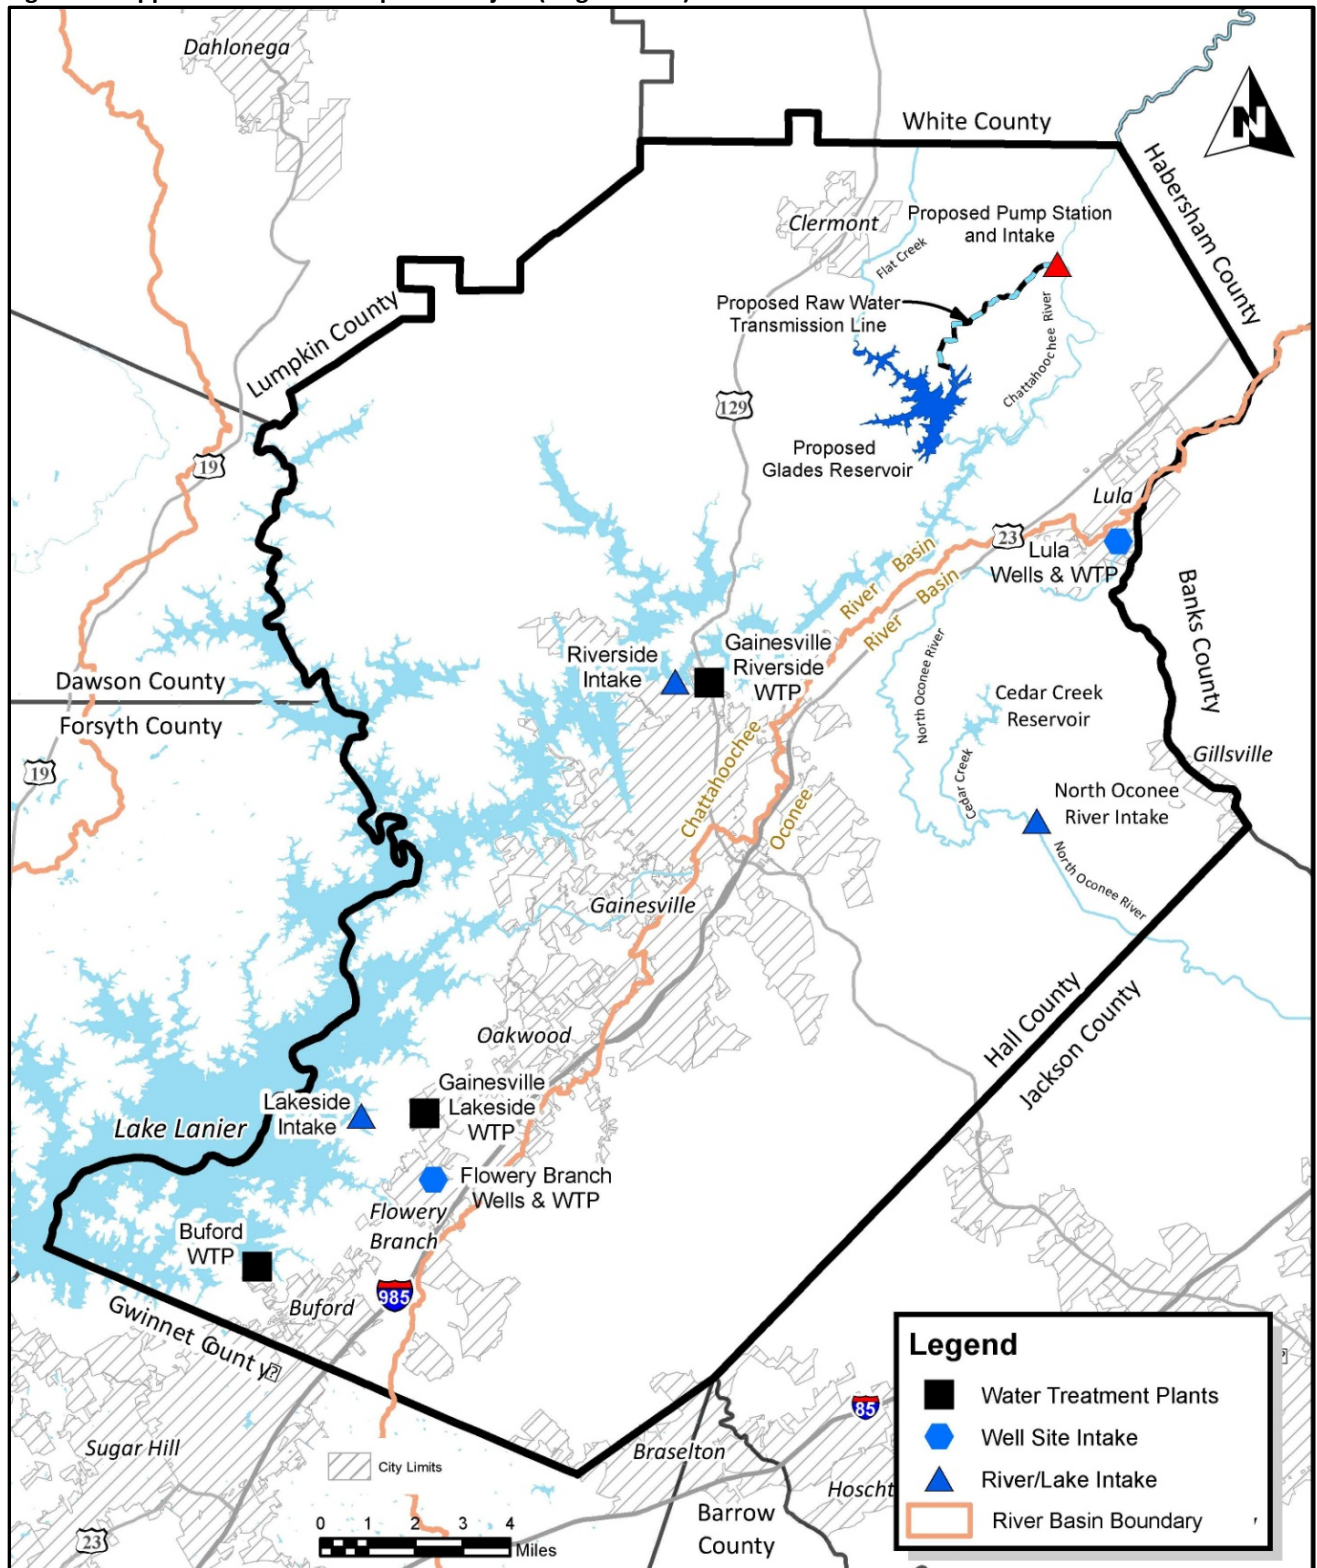 Dahlonega
White County
N
Habersham County
Clermont
Proposed Pump Station
and Intake
Flat Creek
Proposed Raw Water
Transmission Line
Chattahoochee River
Lumpkin County
129
19
Proposed
Glades Reservoir
Lula
23
Lula
Wells & WTP
River Basin
River Basin
Chattahoochee
Oconee
Banks County
Riverside
Intake
Gainesville
Riverside
WTP
North Oconee River
Cedar Creek
Reservoir
Cedar Creek
Dawson County
Forsyth County
19
Gillsville
North Oconee
River Intake
North Oconee River
Gainesville
Hall County
Jackson County
Oakwood
Gainesville
Lakeside
WTP
Lakeside
Intake
Lake Lanier
Flowery Branch
Wells & WTP
Flowery
Branch
Buford
WTP
Buford
985
Gwinnet County
Sugar Hill
23
City Limits
0 1 2 3 4
Miles
Braselton
85
Hoscht
Barrow
County
Legend
Water Treatment Plants
Well Site Intake
River/Lake Intake
River Basin Boundary